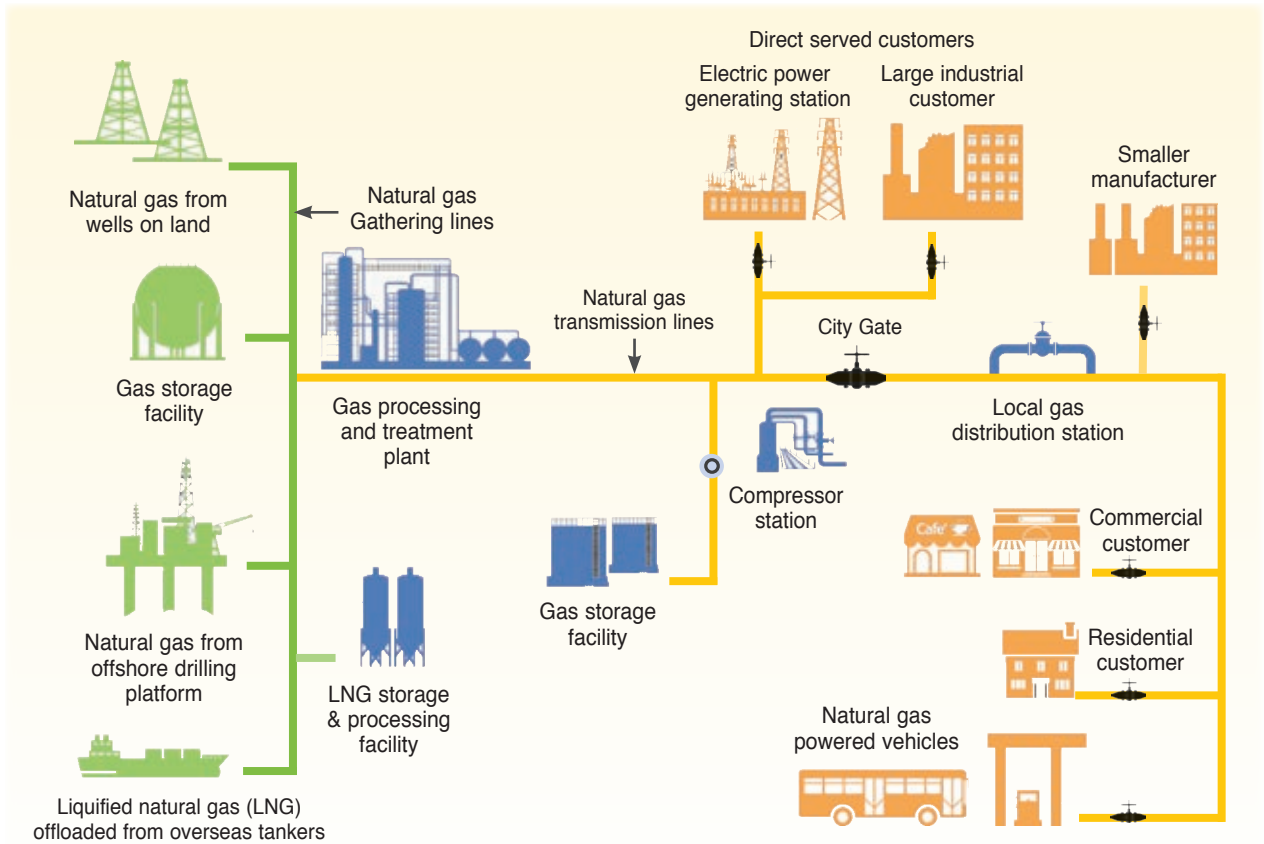 Direct served customers
Electric power
generating station
Large industrial
customer
Smaller
manufacturer
Natural gas from
wells on land
Natural gas
Gathering lines
Gas storage
facility
Natural gas
transmission lines
City Gate
Gas processing
and treatment
plant
Local gas
distribution station
Compressor
station
Cafe
Commercial
customer
Gas storage
facility
Natural gas from
offshore drilling
platform
LNG storage
& processing
facility
Residential
customer
Natural gas
powered vehicles
Liquified natural gas (LNG)
offloaded from overseas tankers